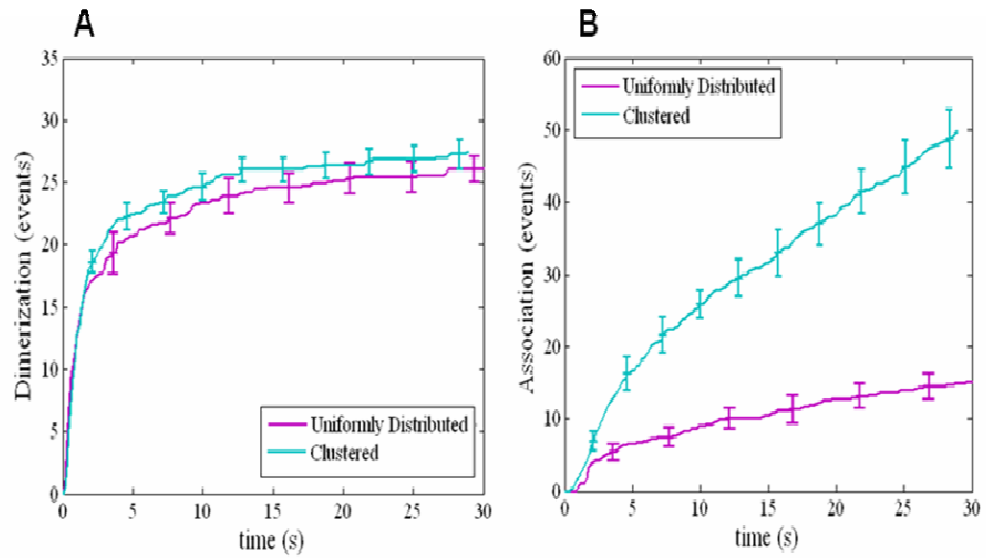 A
B
35
30
25
20
15
10
5
0
Dimerization (events)
Uniformly Distributed
Clustered
0 5 10 15 20 25 30
time (s)
60
50
40
30
20
10
0
Association (events)
Uniformly Distributed
Clustered
0 5 10 15 20 25 30
time (s)